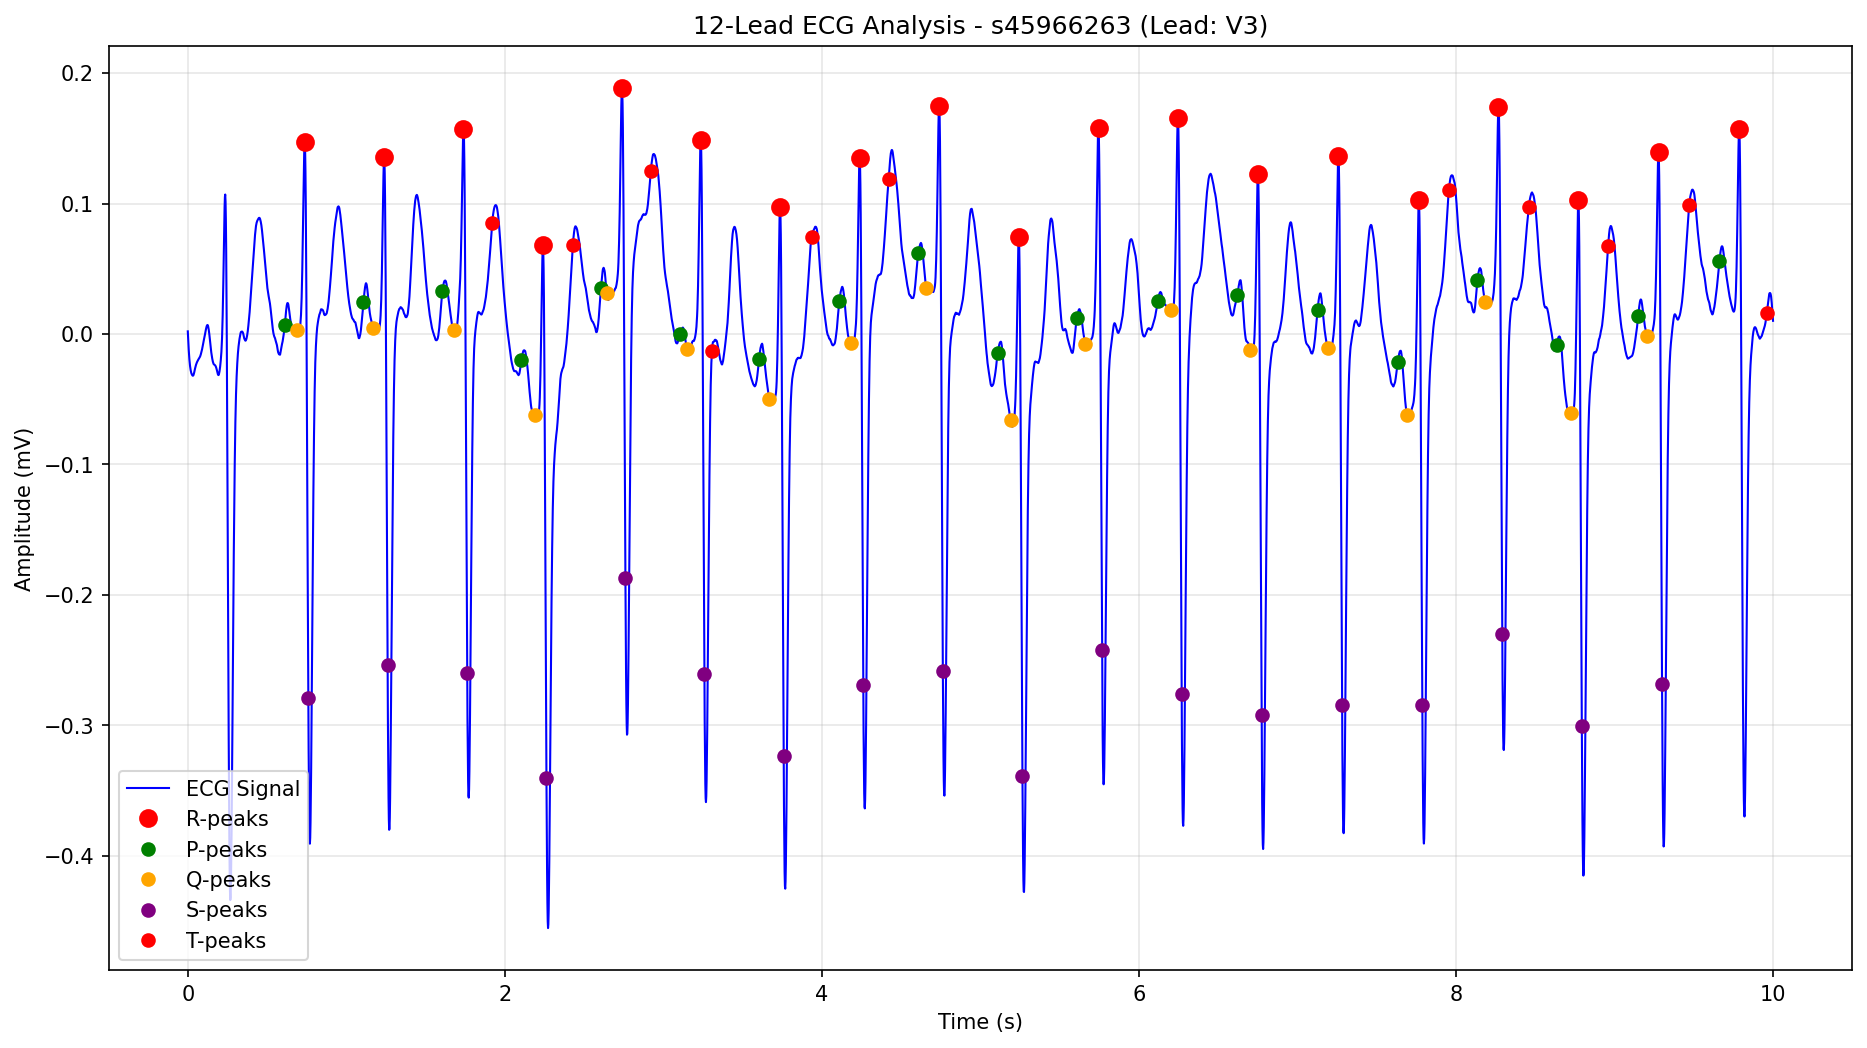 12-Lead ECG Analysis - s45966263 (Lead: V3)
Amplitude (mV)
0.2
0.1
0.0
−0.1
−0.2
−0.3
−0.4
ECG Signal
R-peaks
P-peaks
Q-peaks
S-peaks
T-peaks
0 2 4 6 8 10
Time (s)